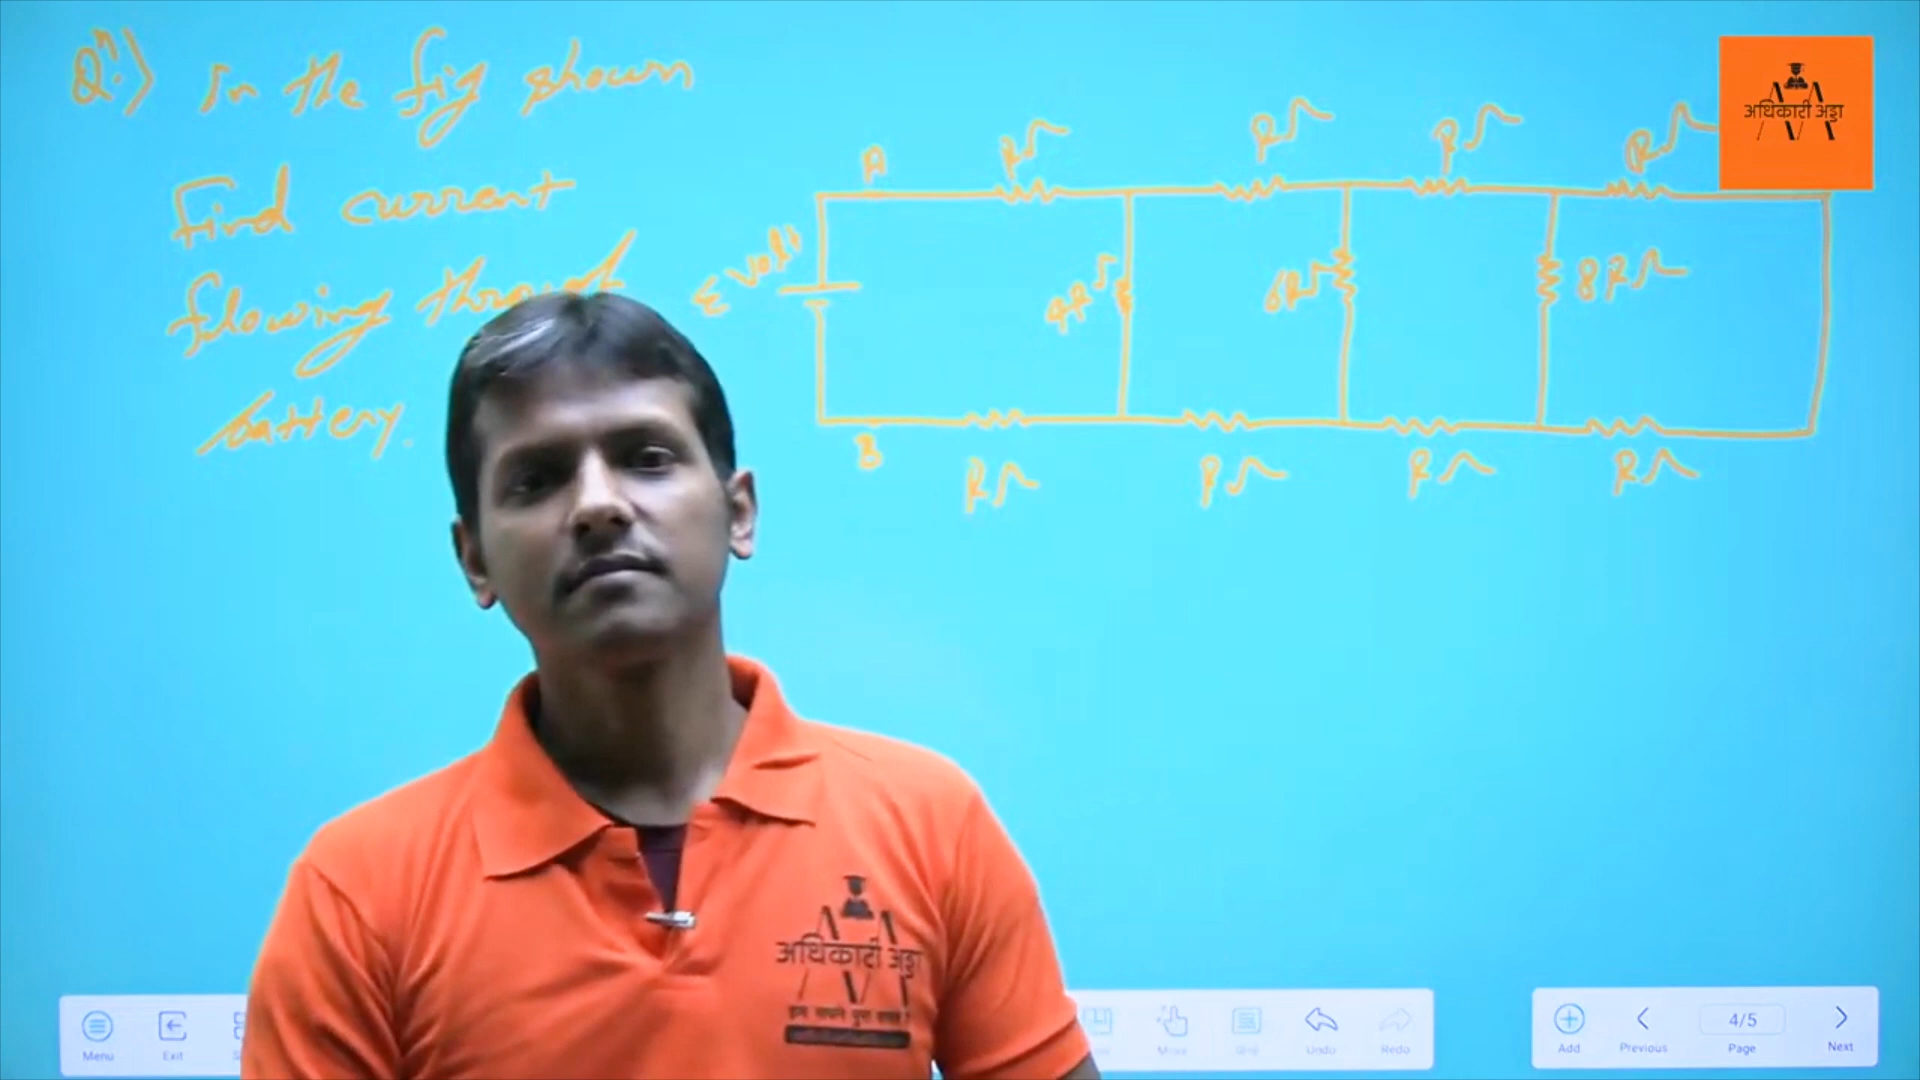 Qⁿ:) In the fig shown
find current
flowing through
battery.
A
RΩ
RΩ
RΩ
RΩ
अधिकारी अड्डा
ε Volt
4RΩ
6RΩ
8RΩ
B
RΩ
RΩ
RΩ
RΩ
अधिकारी अड्डा
Menu
Exit
Undo
Redo
Add
Previous
4/5
Page
Next